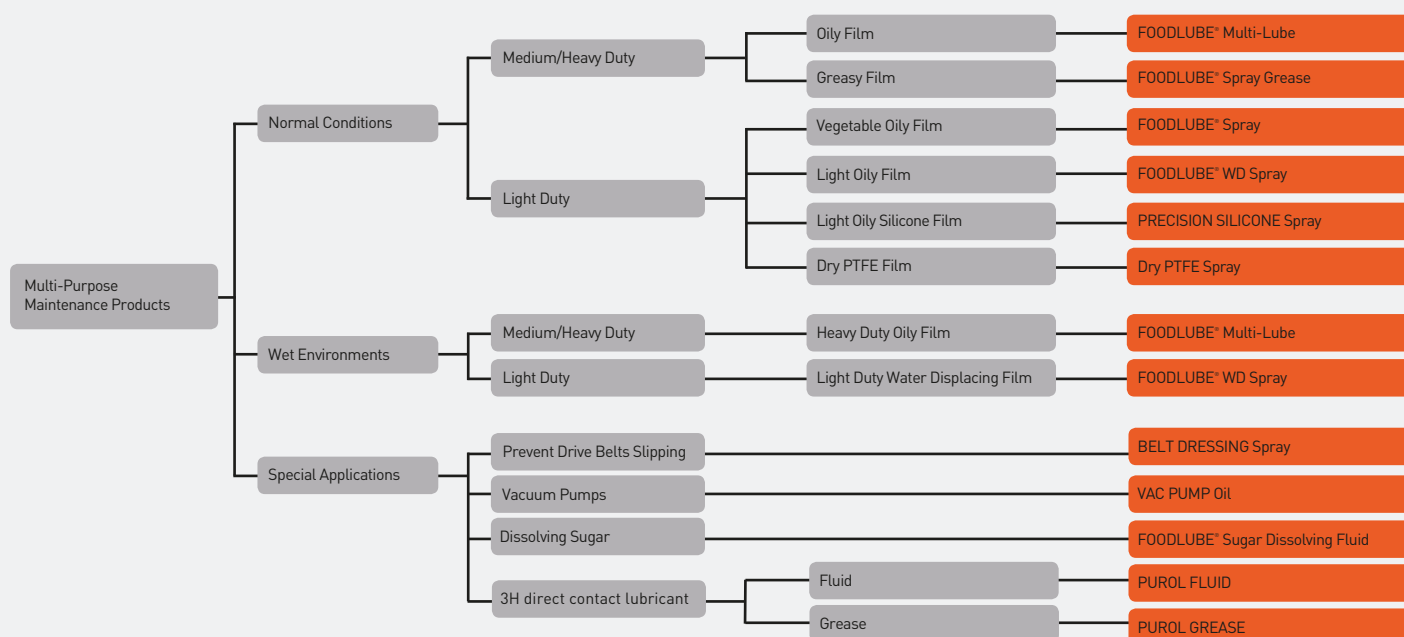 Multi-Purpose
Maintenance Products
Normal Conditions
Medium/Heavy Duty
Oily Film
FOODLUBE® Multi-Lube
Greasy Film
FOODLUBE® Spray Grease
Light Duty
Vegetable Oily Film
FOODLUBE® Spray
Light Oily Film
FOODLUBE® WD Spray
Light Oily Silicone Film
PRECISION SILICONE Spray
Dry PTFE Film
Dry PTFE Spray
Wet Environments
Medium/Heavy Duty
Heavy Duty Oily Film
FOODLUBE® Multi-Lube
Light Duty
Light Duty Water Displacing Film
FOODLUBE® WD Spray
Special Applications
Prevent Drive Belts Slipping
BELT DRESSING Spray
Vacuum Pumps
VAC PUMP Oil
Dissolving Sugar
FOODLUBE® Sugar Dissolving Fluid
3H direct contact lubricant
Fluid
PUROL FLUID
Grease
PUROL GREASE